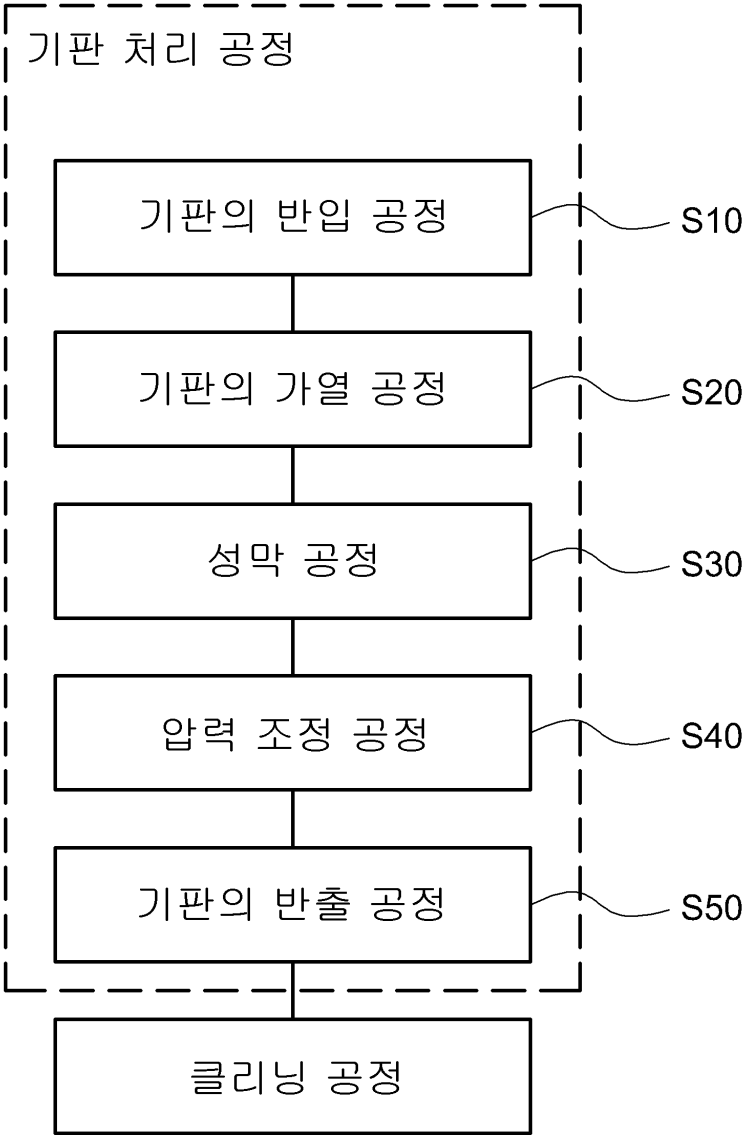 기판 처리 공정
기판의 반입 공정
S10
기판의 가열 공정
S20
성막 공정
S30
압력 조정 공정
S40
기판의 반출 공정
S50
클리닝 공정